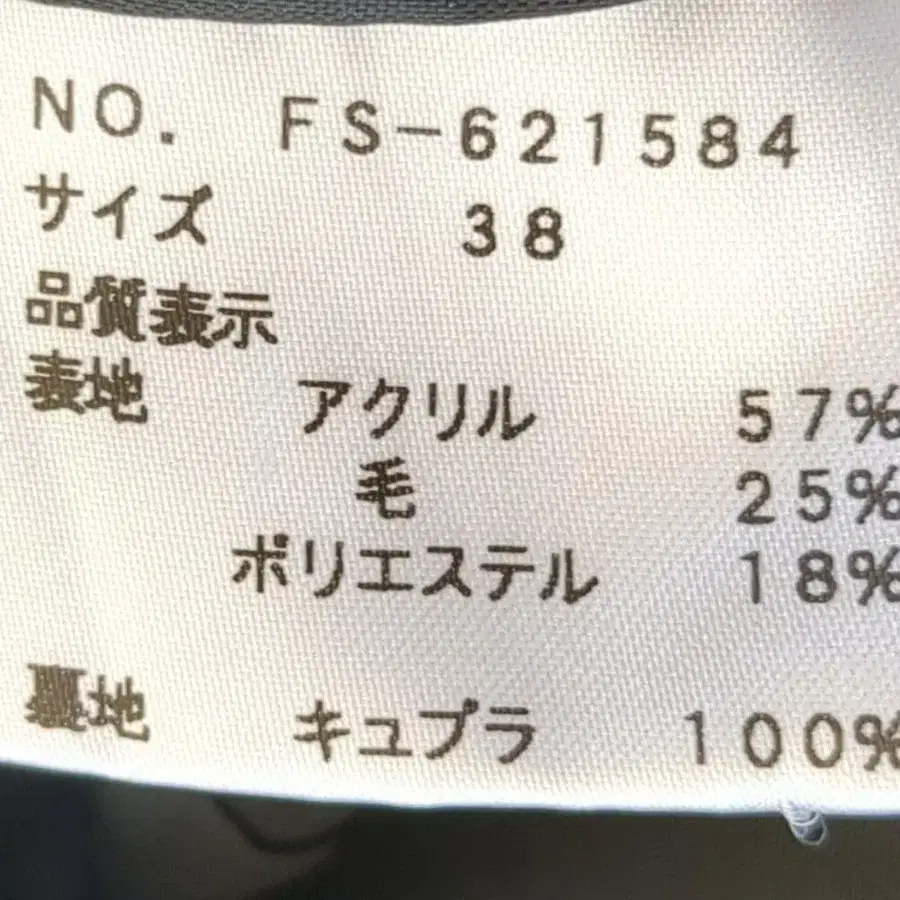 NO. FS-621584
サイズ 38
品質表示
表地 アクリル 57%
毛 25%
ポリエステル 18%
裏地 キュプラ 100%